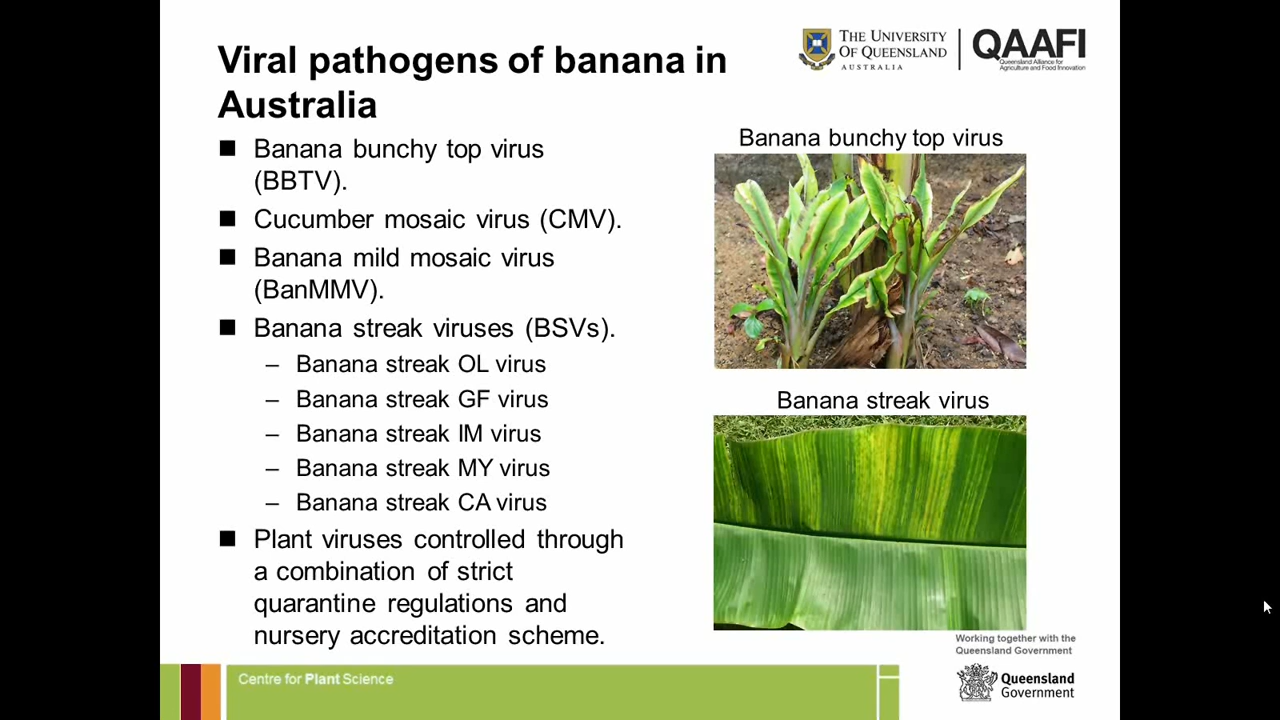 Viral pathogens of banana in
Australia
THE UNIVERSITY
OF QUEENSLAND
AUSTRALIA
QAAFI
Queensland Alliance for
Agriculture and Food Innovation
■ Banana bunchy top virus
(BBTV).
■ Cucumber mosaic virus (CMV).
■ Banana mild mosaic virus
(BanMMV).
■ Banana streak viruses (BSVs).
– Banana streak OL virus
– Banana streak GF virus
– Banana streak IM virus
– Banana streak MY virus
– Banana streak CA virus
■ Plant viruses controlled through
a combination of strict
quarantine regulations and
nursery accreditation scheme.
Banana bunchy top virus
Banana streak virus
Working together with the
Queensland Government
Centre for Plant Science
Queensland
Government